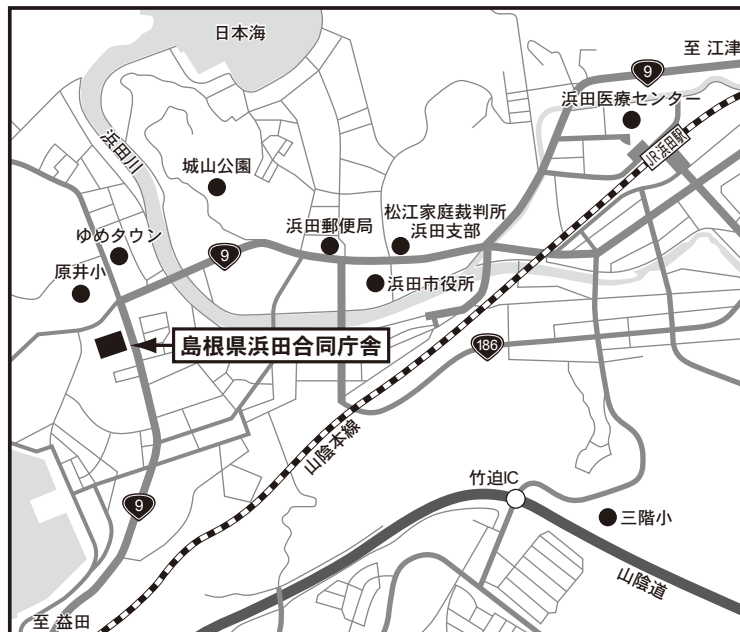 日本海
至 江津
9
浜田医療センター
浜田川
JR浜田駅
城山公園
松江家庭裁判所
浜田支部
浜田郵便局
ゆめタウン
9
原井小
浜田市役所
島根県浜田合同庁舎
186
山陰本線
竹迫IC
9
三階小
山陰道
至 益田